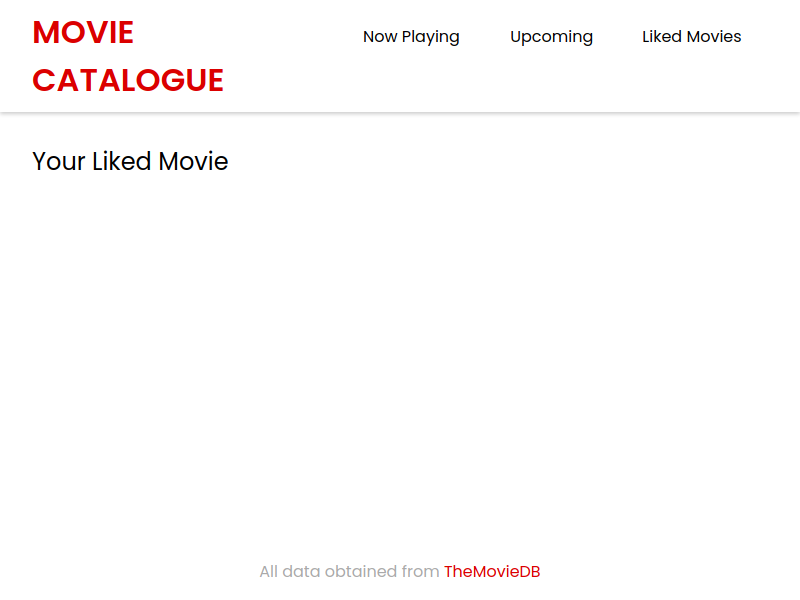 MOVIE
CATALOGUE
Now Playing Upcoming Liked Movies
Your Liked Movie
All data obtained from TheMovieDB